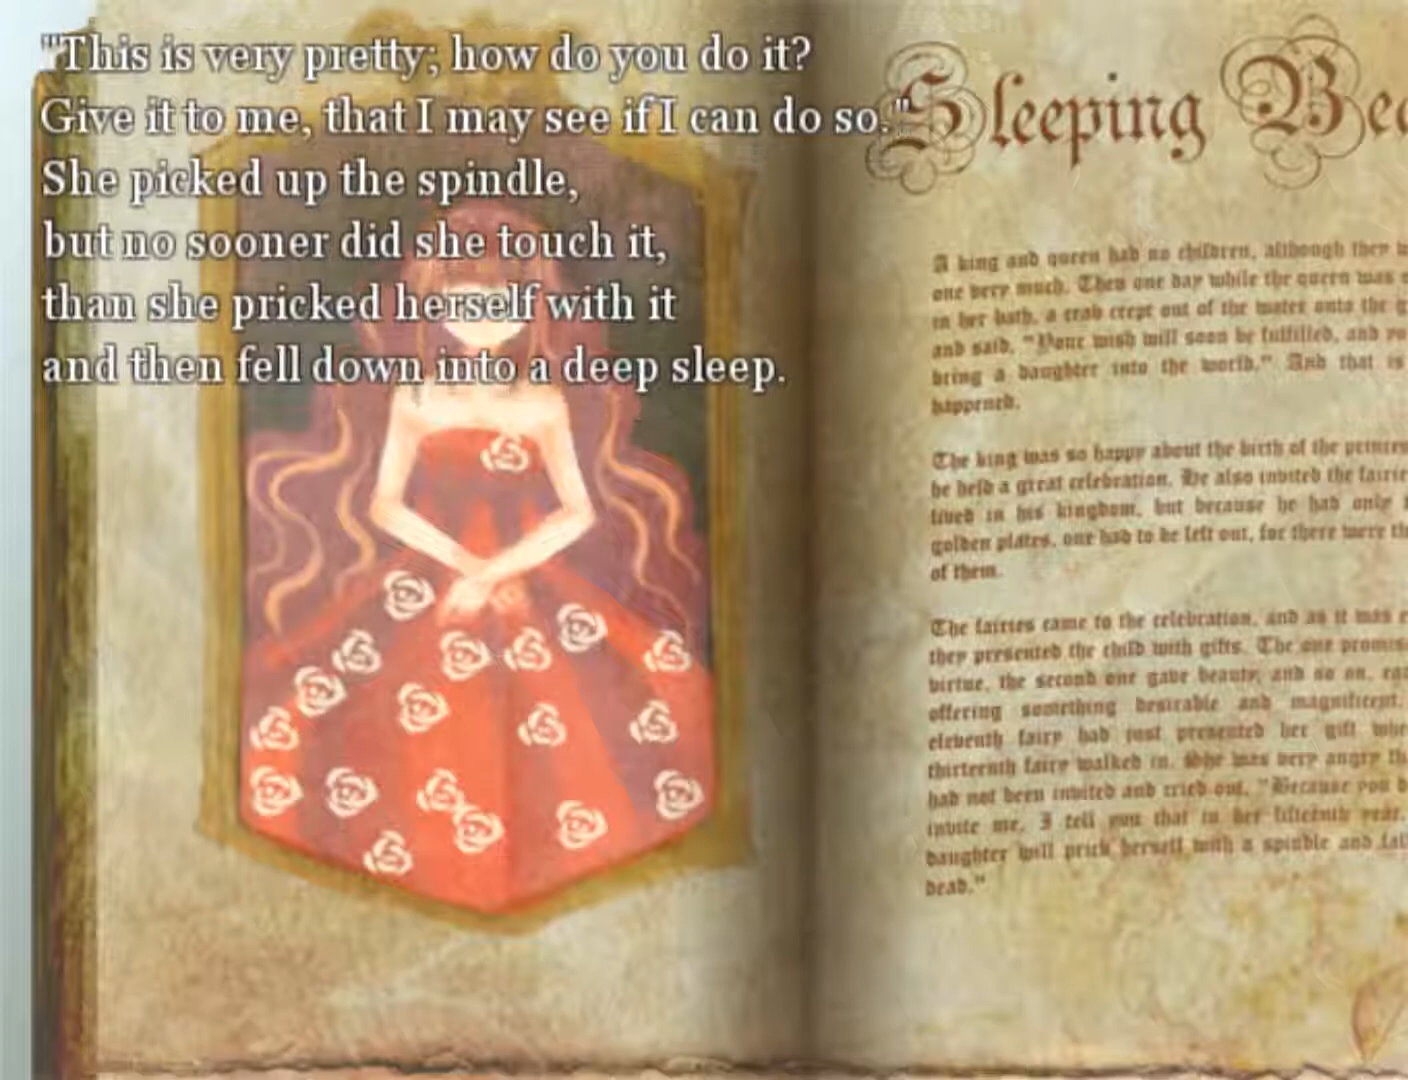 "This is very pretty; how do you do it?
Give it to me, that I may see if I can do so."
She picked up the spindle,
but no sooner did she touch it,
than she pricked herself with it
and then fell down into a deep sleep.
Sleeping Bea
A king and queen had no children, although they w
one very much. Then one day while the queen was
in her bath, a crab crept out of the water onto the g
and said, "Your wish will soon be fulfilled, and yo
bring a daughter into the world." And that is
happened.
The king was so happy about the birth of the princes
he held a great celebration. He also invited the fairie
lived in his kingdom, but because he had only
golden plates, one had to be left out, for there were th
of them.
The fairies came to the celebration, and as it was
they presented the child with gifts. The one promis
virtue, the second one gave beauty, and so on,
offering something desirable and magnificent.
eleventh fairy had just presented her gift whe
thirteenth fairy walked in. She was very angry th
had not been invited and cried out, "Because you
invite me, I tell you that in her fifteenth year,
daughter will prick herself with a spindle and fal
dead."